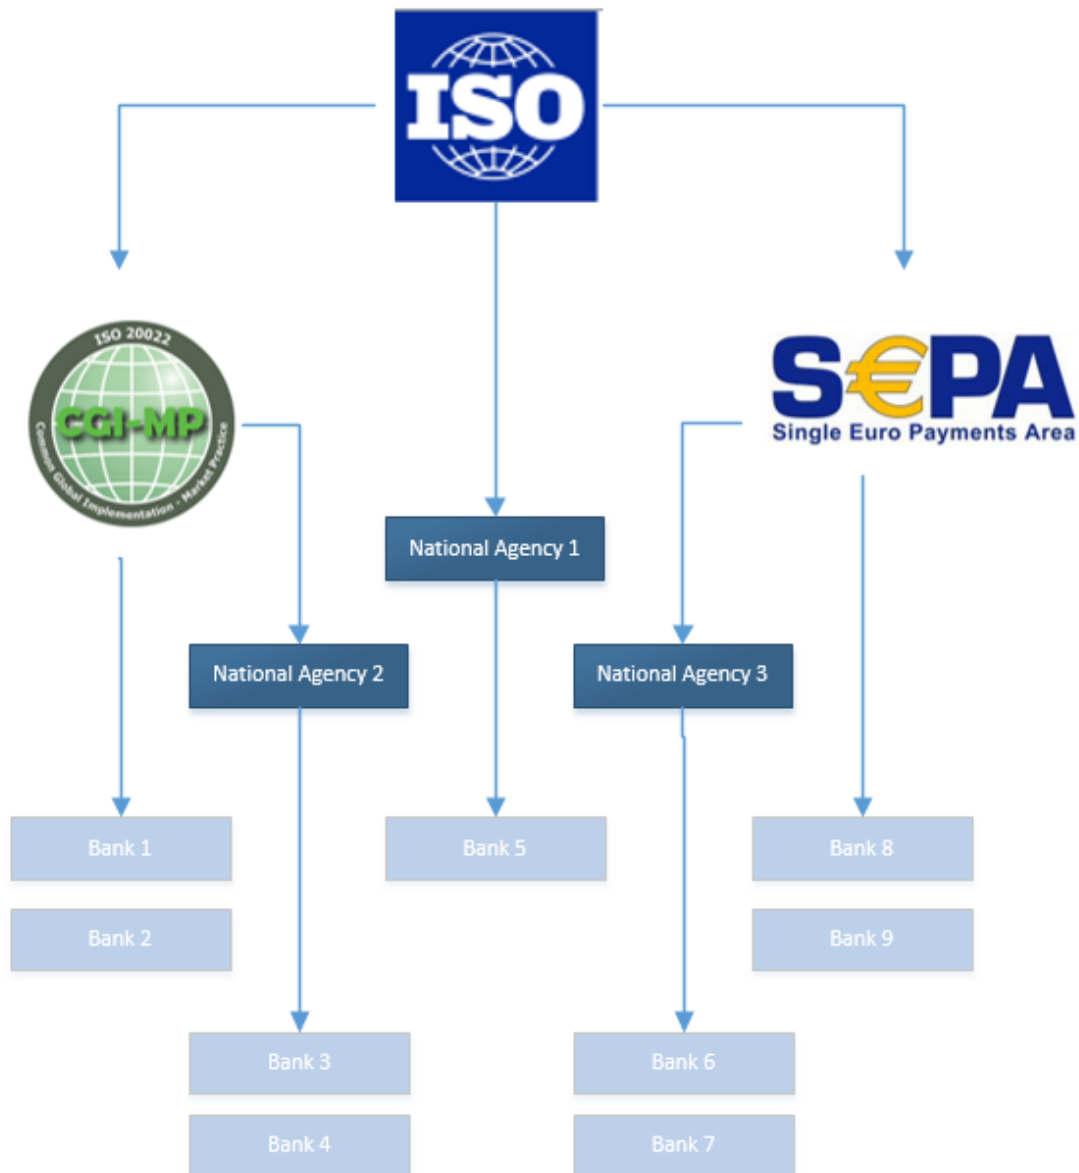 ISO
ISO 20022
CGI-MP
Common Global Implementation - Market Practice
S€PA
Single Euro Payments Area
National Agency 1
National Agency 2
National Agency 3
Bank 1
Bank 5
Bank 8
Bank 2
Bank 9
Bank 3
Bank 6
Bank 4
Bank 7